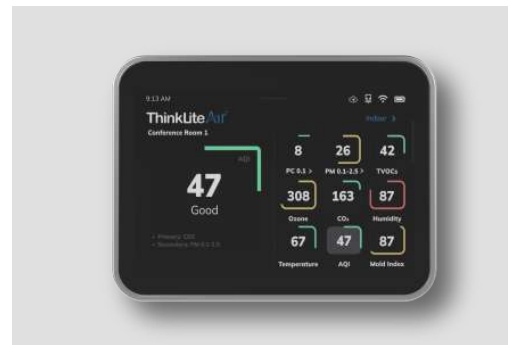 9:13 AM
ThinkLite Air
Indoor >
Conference Room 1
AQI
47
Good
8 26 42
PC 0.1 > PM 0.1-2.5 > TVOCs
308 163 87
Ozone CO₂ Humidity
67 47 87
Temperature AQI Mold Index